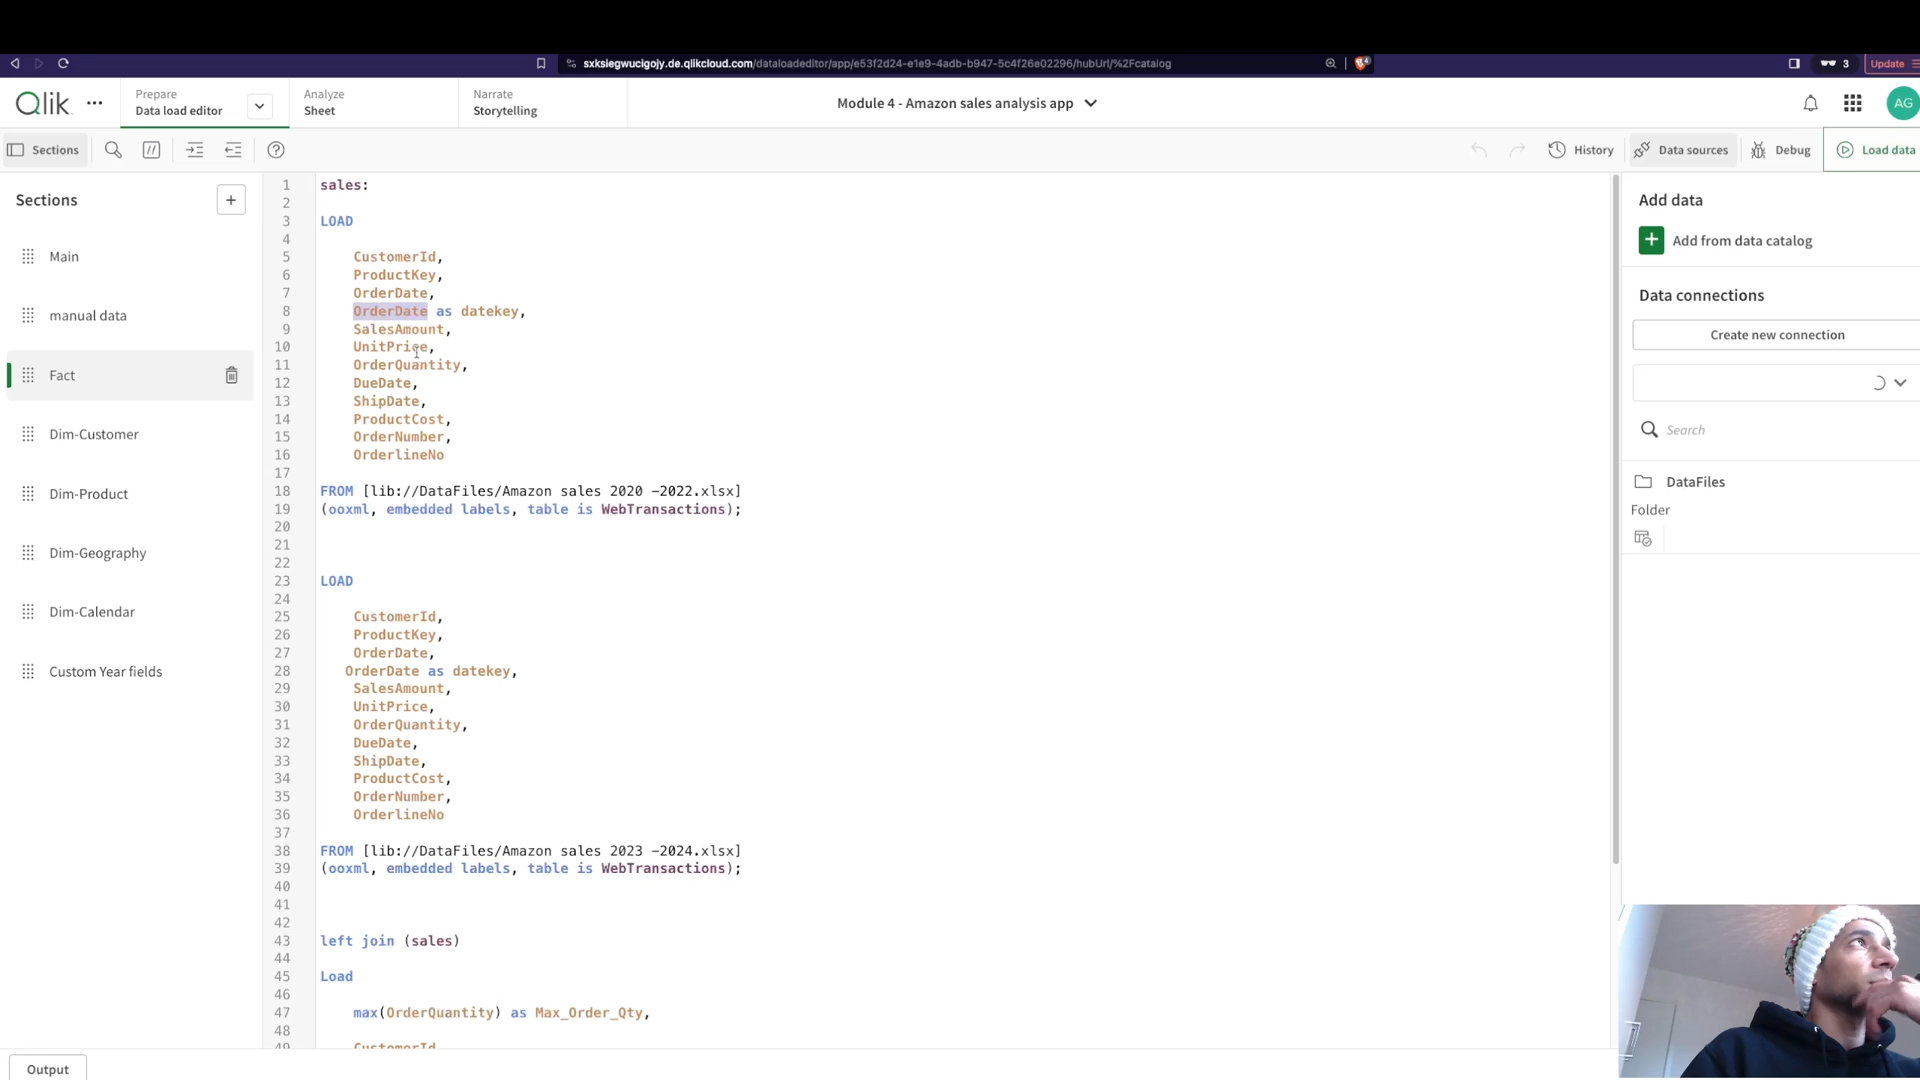 sxksiegwucigojy.de.qlikcloud.com/dataloadeditor/app/e53f2d24-e1e9-4adb-b947-5c4f26e02296/hubUrl/%2Fcatalog
3
Update
Qlik
Prepare
Data load editor
Analyze
Sheet
Narrate
Storytelling
Module 4 - Amazon sales analysis app
AG
Sections
//
History
Data sources
Debug
Load data
Sections
Main
manual data
Fact
Dim-Customer
Dim-Product
Dim-Geography
Dim-Calendar
Custom Year fields
1 sales:
2
3 LOAD
4
5 CustomerId,
6 ProductKey,
7 OrderDate,
8 OrderDate as datekey,
9 SalesAmount,
10 UnitPrice,
11 OrderQuantity,
12 DueDate,
13 ShipDate,
14 ProductCost,
15 OrderNumber,
16 OrderlineNo
17
18 FROM [lib://DataFiles/Amazon sales 2020 -2022.xlsx]
19 (ooxml, embedded labels, table is WebTransactions);
20
21
22
23 LOAD
24
25 CustomerId,
26 ProductKey,
27 OrderDate,
28 OrderDate as datekey,
29 SalesAmount,
30 UnitPrice,
31 OrderQuantity,
32 DueDate,
33 ShipDate,
34 ProductCost,
35 OrderNumber,
36 OrderlineNo
37
38 FROM [lib://DataFiles/Amazon sales 2023 -2024.xlsx]
39 (ooxml, embedded labels, table is WebTransactions);
40
41
42
43 left join (sales)
44
45 Load
46
47 max(OrderQuantity) as Max_Order_Qty,
48
49 CustomerId
Add data
Add from data catalog
Data connections
Create new connection
Search
DataFiles
Folder
Output